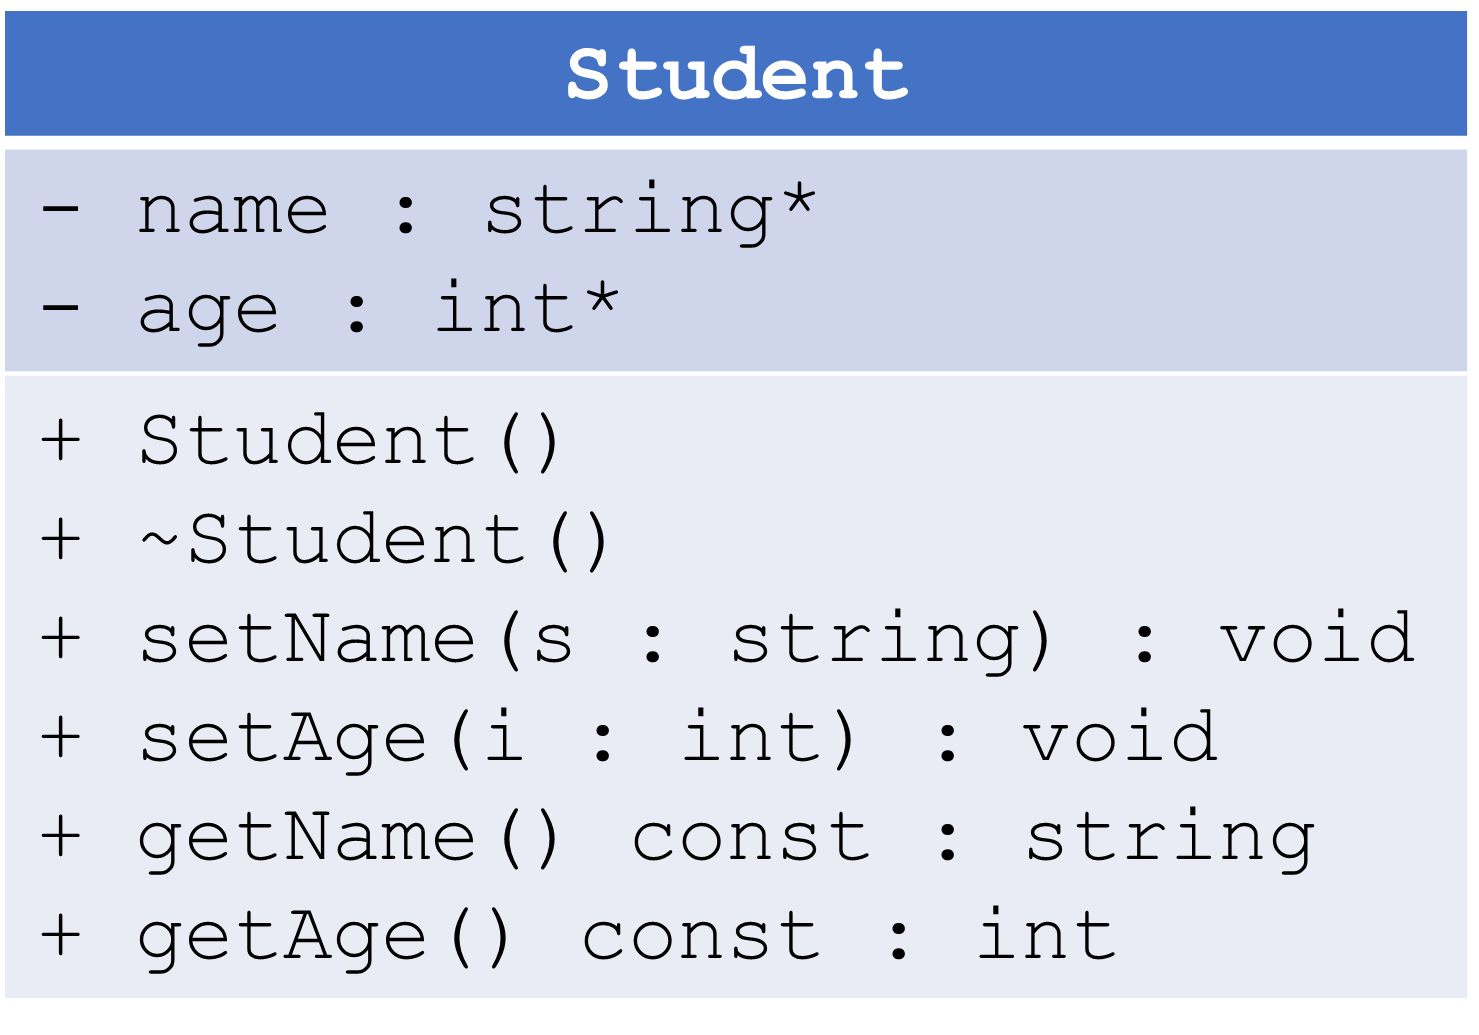 Student
- name : string*
- age : int*
+ Student()
+ ~Student()
+ setName(s : string) : void
+ setAge(i : int) : void
+ getName() const : string
+ getAge() const : int